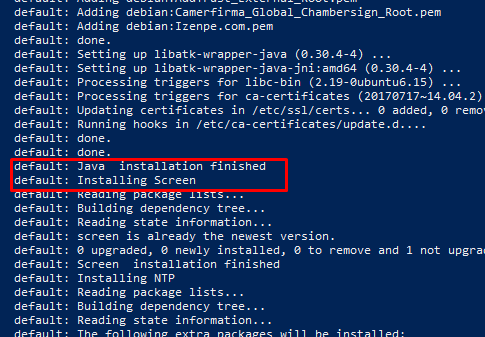 default: Adding debian:AddTrust_External_Root.pem
default: Adding debian:Camerfirma_Global_Chambersign_Root.pem
default: Adding debian:Izenpe.com.pem
default: done.
default: Setting up libatk-wrapper-java (0.30.4-4) ...
default: Setting up libatk-wrapper-java-jni:amd64 (0.30.4-4) ...
default: Processing triggers for libc-bin (2.19-0ubuntu6.15) ...
default: Processing triggers for ca-certificates (20170717~14.04.2)
default: Updating certificates in /etc/ssl/certs... 0 added, 0 remo
default: Running hooks in /etc/ca-certificates/update.d....
default: done.
default: done.
default: Java  installation finished
default: Installing Screen
default: Reading package lists...
default: Building dependency tree...
default: Reading state information...
default: screen is already the newest version.
default: 0 upgraded, 0 newly installed, 0 to remove and 1 not upgra
default: Screen  installation finished
default: Installing NTP
default: Reading package lists...
default: Building dependency tree...
default: Reading state information...
default: The following extra packages will be installed: